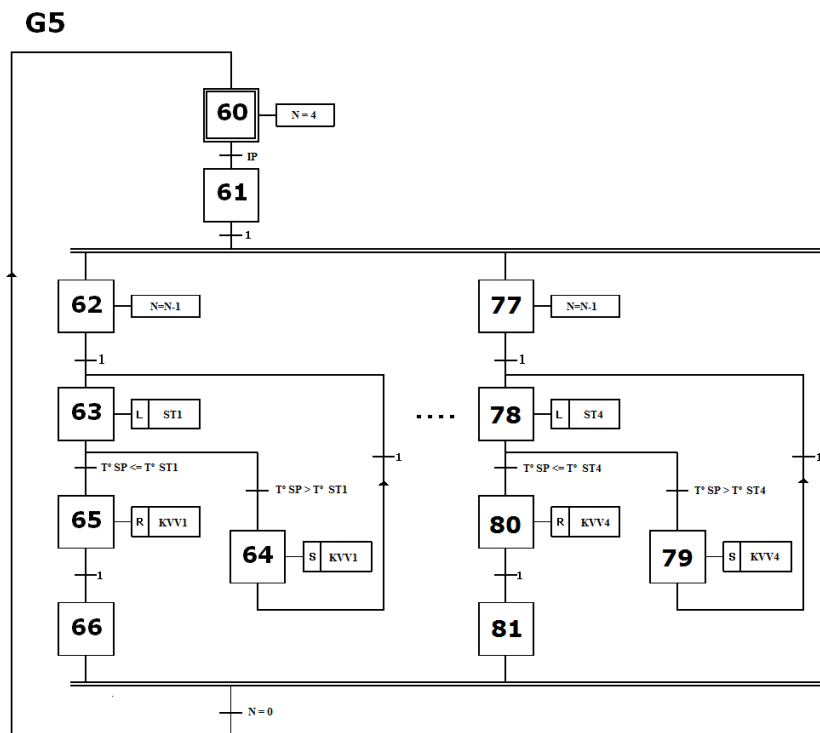 G5
60
N = 4
IP
61
1
62
N=N-1
77
N=N-1
1
1
63
L ST1
....
78
L ST4
1
1
T° SP <= T° ST1
T° SP > T° ST1
T° SP <= T° ST4
T° SP > T° ST4
65
R KVV1
64
S KVV1
80
R KVV4
79
S KVV4
1
1
66
81
N = 0